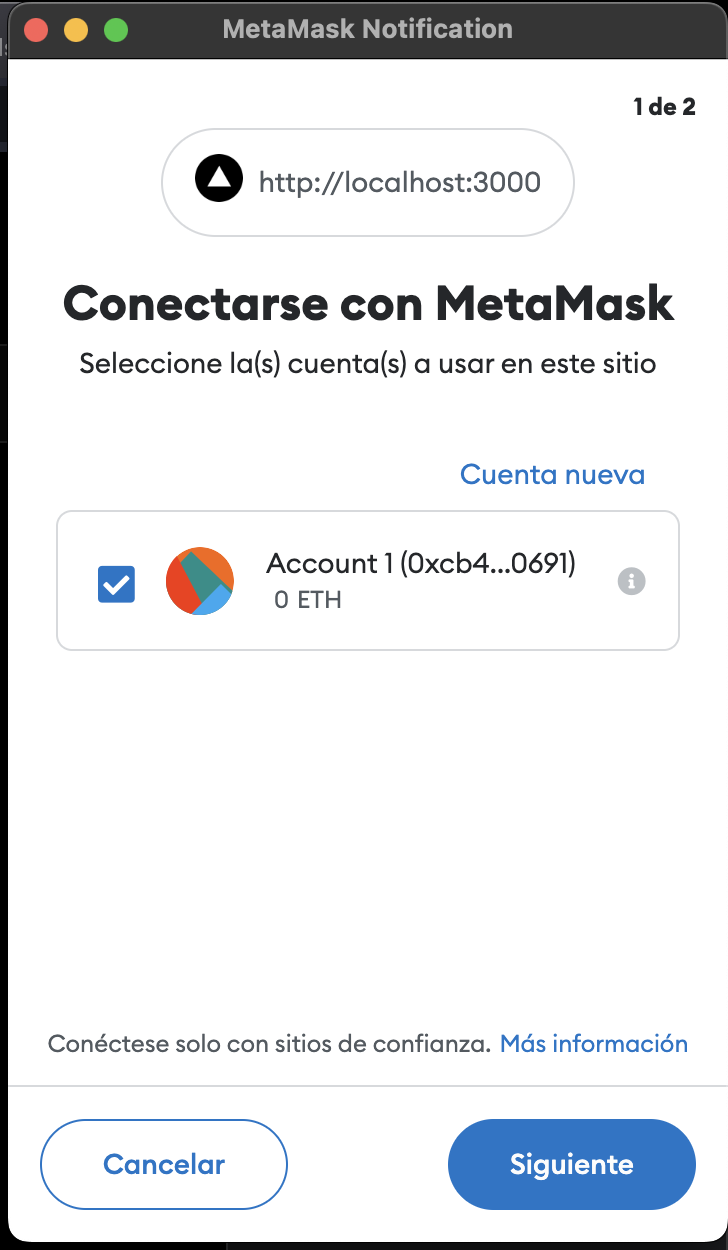 MetaMask Notification
1 de 2
http://localhost:3000
Conectarse con MetaMask
Seleccione la(s) cuenta(s) a usar en este sitio
Cuenta nueva
Account 1 (0xcb4...0691)
0 ETH
Conéctese solo con sitios de confianza. Más información
Cancelar
Siguiente